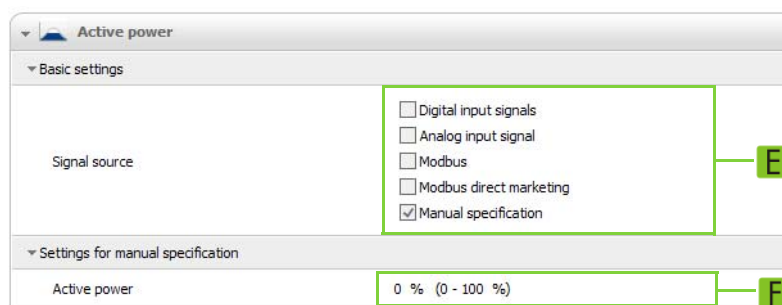 Active power
Basic settings
Digital input signals
Analog input signal
Signal source
Modbus
E
Modbus direct marketing
Manual specification
Settings for manual specification
Active power
0 % (0 - 100 %)
F